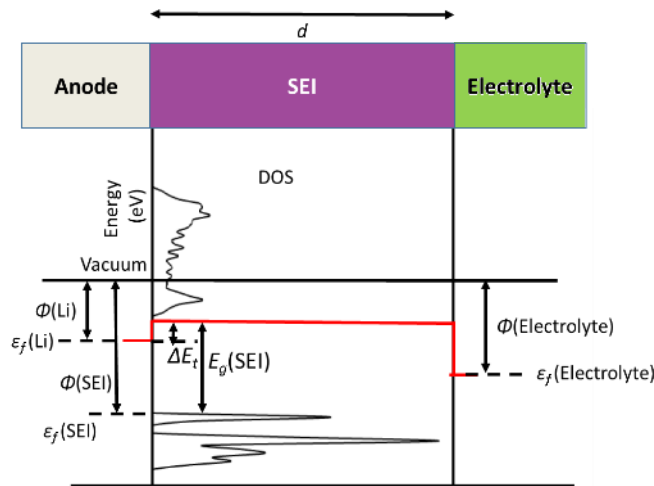 d
Anode
SEI
Electrolyte
DOS
Energy
(eV)
Vacuum
Φ(Li)
Φ(Electrolyte)
εf(Li)
ΔEt
Eg(SEI)
Φ(SEI)
εf(Electrolyte)
εf(SEI)